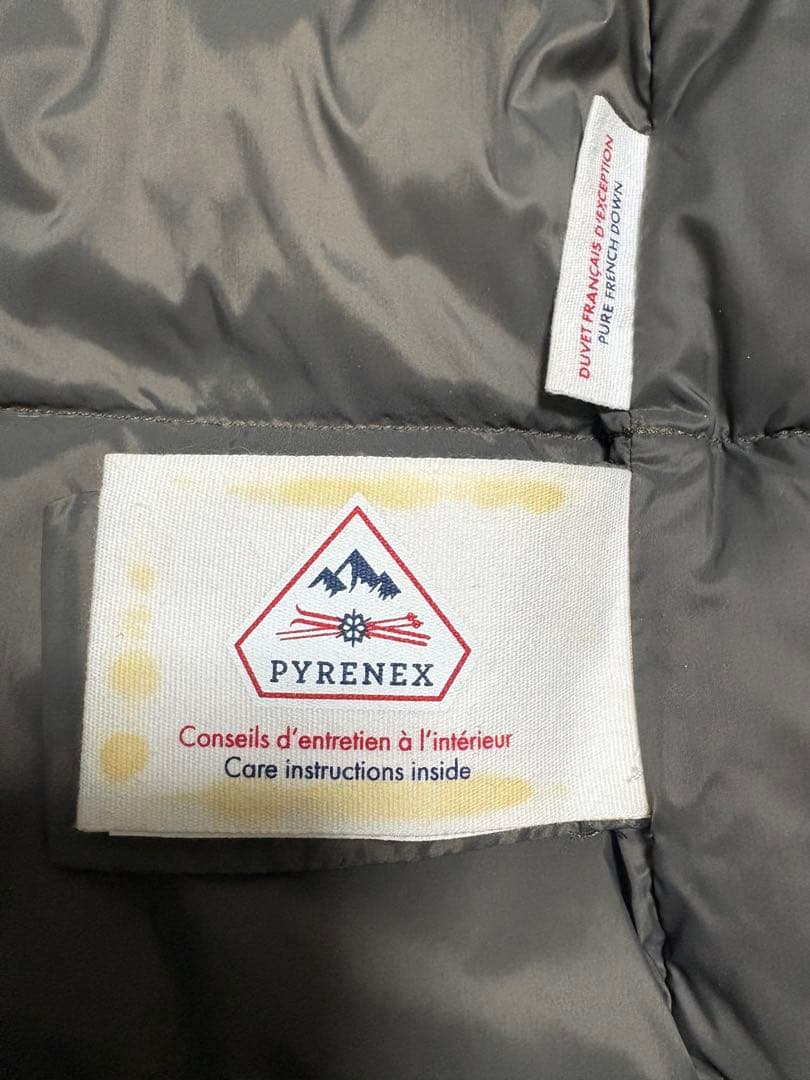 DUVET FRANÇAIS D'EXCEPTION
PURE FRENCH DOWN
PYRENEX
Conseils d'entretien à l'intérieur
Care instructions inside